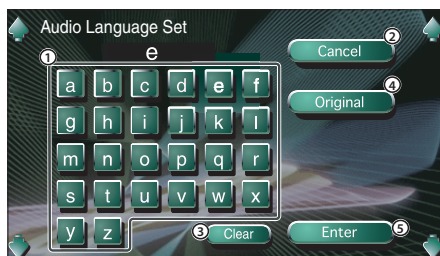 Audio Language Set
① e Cancel ②
a b c d e f
Original ④
g h i j k l
m n o p q r
s t u v w x
y z ③ Clear Enter ⑤